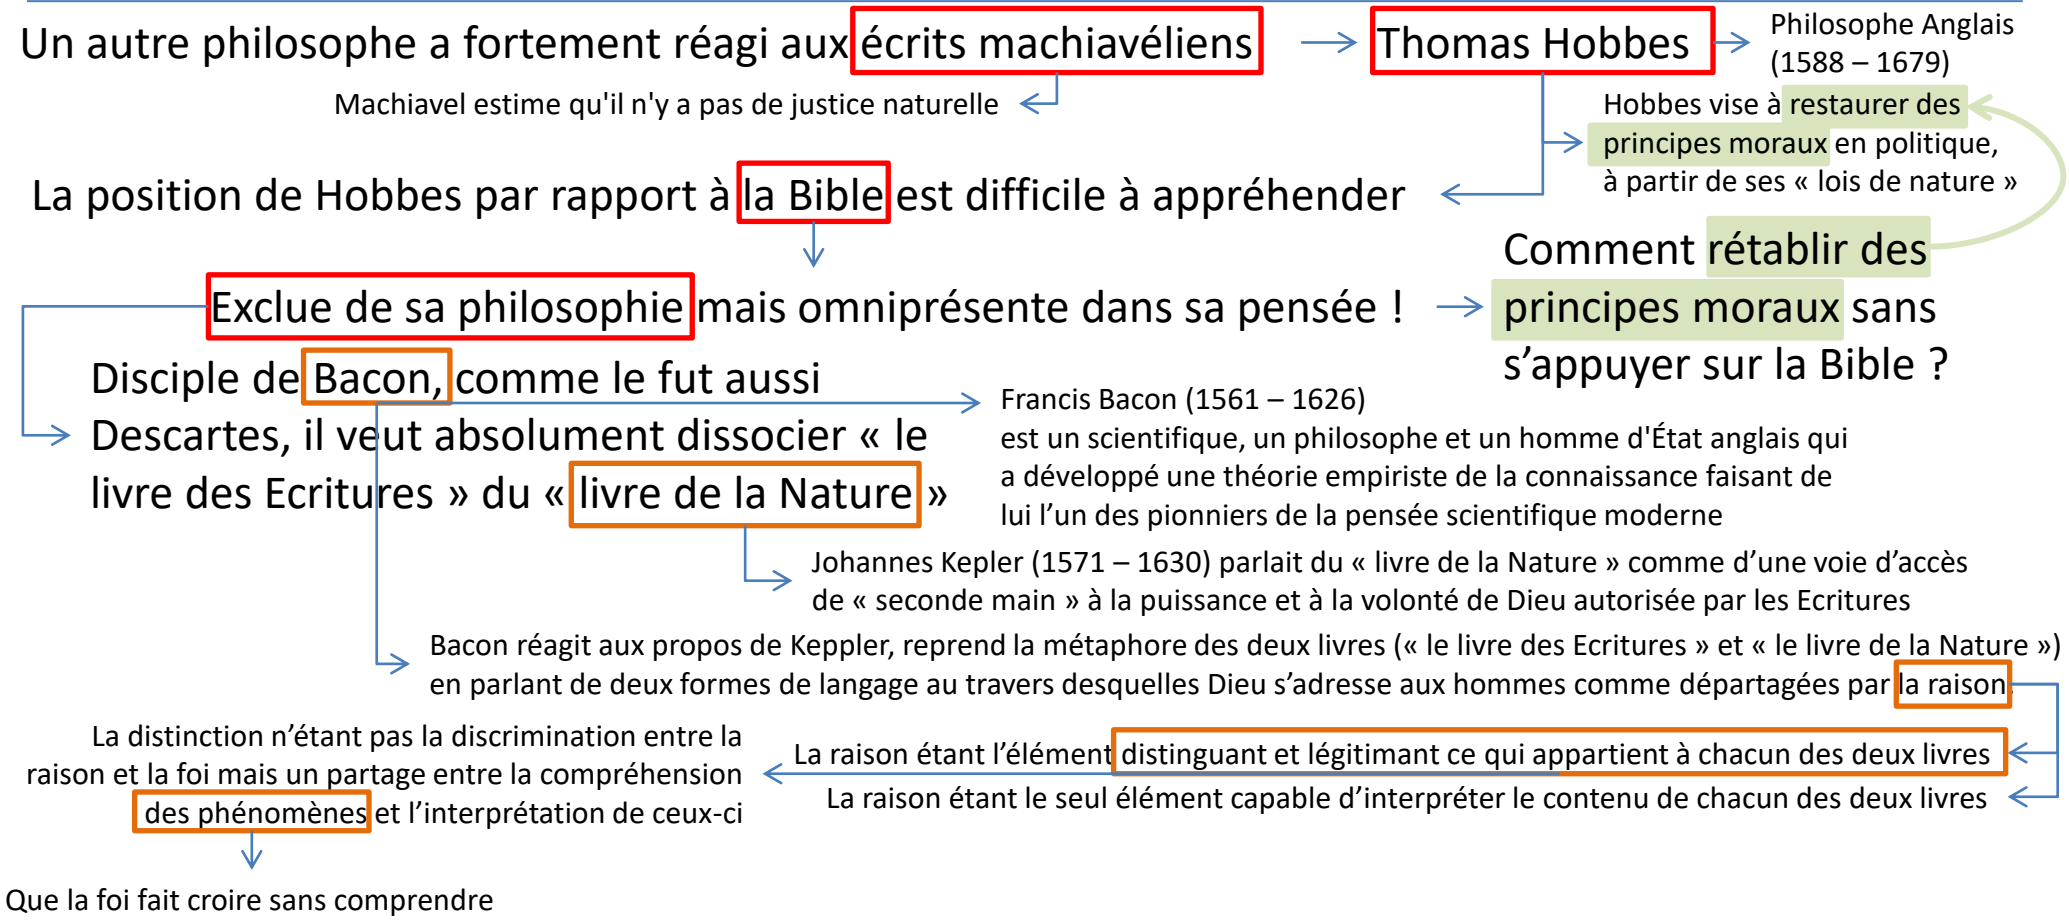 Un autre philosophe a fortement réagi aux écrits machiavéliens
Thomas Hobbes
Philosophe Anglais
(1588 – 1679)
Machiavel estime qu'il n'y a pas de justice naturelle
Hobbes vise à restaurer des
principes moraux en politique,
à partir de ses « lois de nature »
La position de Hobbes par rapport à la Bible est difficile à appréhender
Exclue de sa philosophie mais omniprésente dans sa pensée !
Comment rétablir des
principes moraux sans
s’appuyer sur la Bible ?
Disciple de Bacon, comme le fut aussi
Descartes, il veut absolument dissocier « le
livre des Ecritures » du « livre de la Nature »
Francis Bacon (1561 – 1626)
est un scientifique, un philosophe et un homme d'État anglais qui
a développé une théorie empiriste de la connaissance faisant de
lui l’un des pionniers de la pensée scientifique moderne
Johannes Kepler (1571 – 1630) parlait du « livre de la Nature » comme d’une voie d’accès
de « seconde main » à la puissance et à la volonté de Dieu autorisée par les Ecritures
Bacon réagit aux propos de Keppler, reprend la métaphore des deux livres (« le livre des Ecritures » et « le livre de la Nature »)
en parlant de deux formes de langage au travers desquelles Dieu s’adresse aux hommes comme départagées par la raison.
La raison étant l’élément distinguant et légitimant ce qui appartient à chacun des deux livres
La raison étant le seul élément capable d’interpréter le contenu de chacun des deux livres
La distinction n’étant pas la discrimination entre la
raison et la foi mais un partage entre la compréhension
des phénomènes et l’interprétation de ceux-ci
Que la foi fait croire sans comprendre